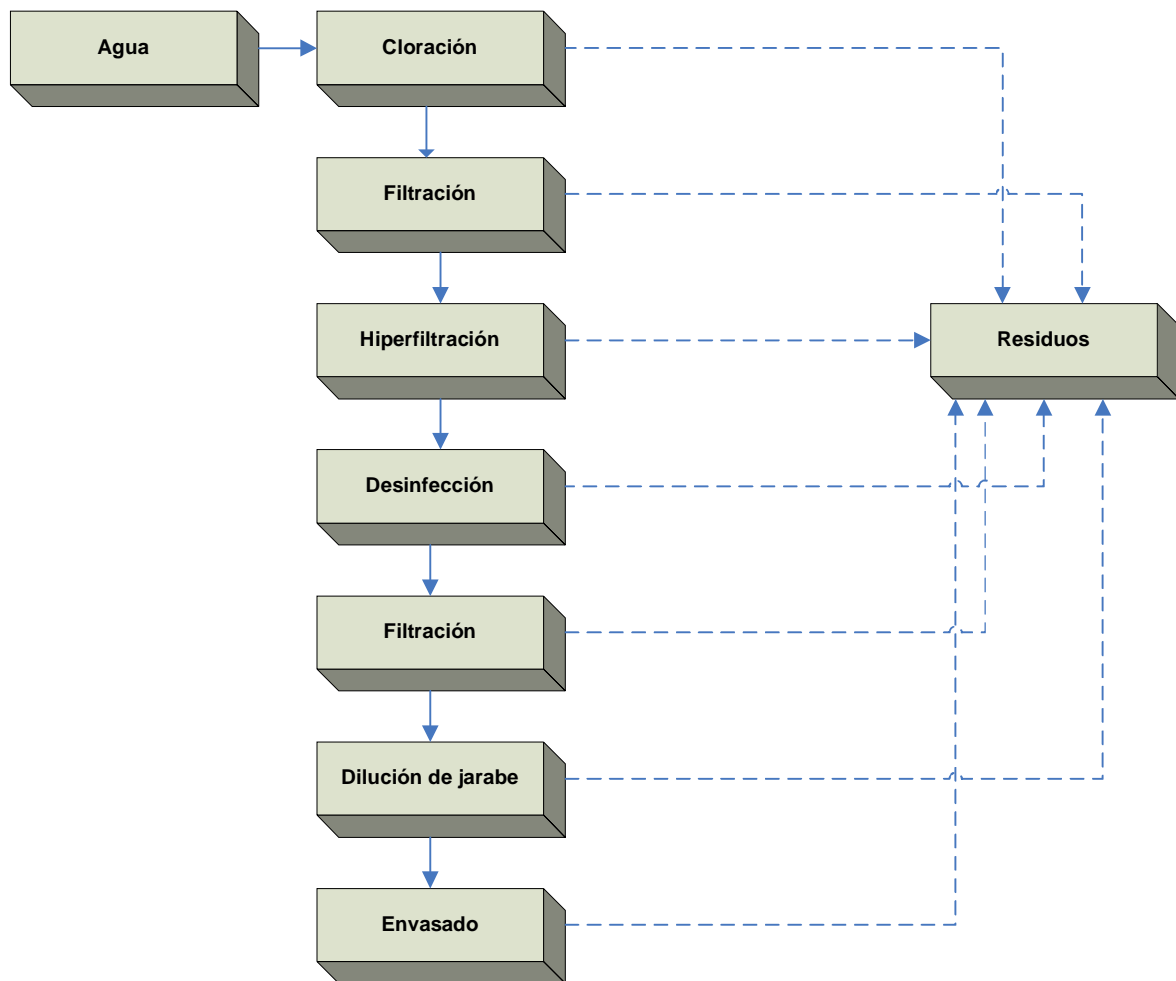 Agua
Cloración
Filtración
Hiperfiltración
Residuos
Desinfección
Filtración
Dilución de jarabe
Envasado